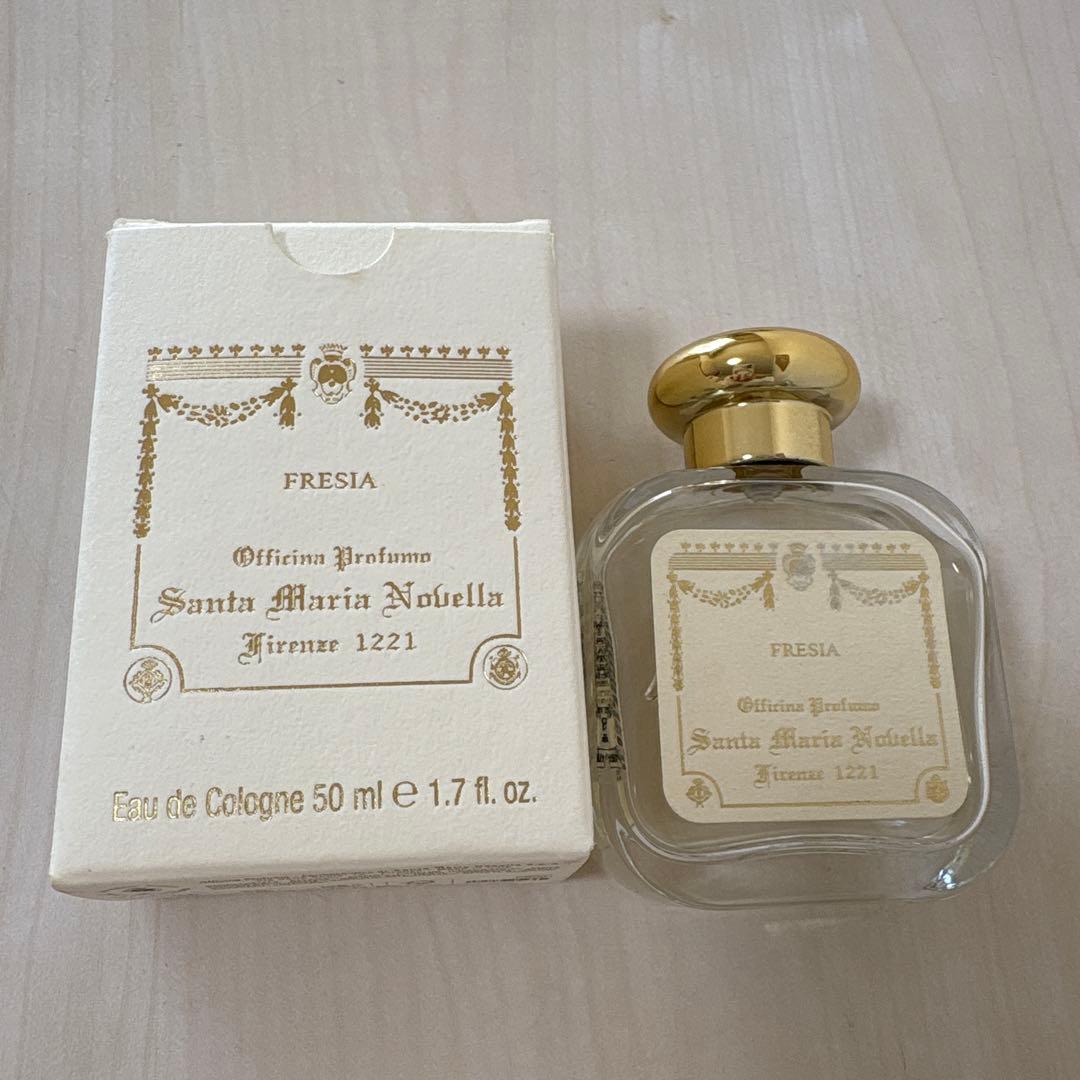 FRESIA
Officina Profumo
Santa Maria Novella
Firenze 1221
Eau de Cologne 50 ml ℮ 1.7 fl. oz.
FRESIA
Officina Profumo
Santa Maria Novella
Firenze 1221